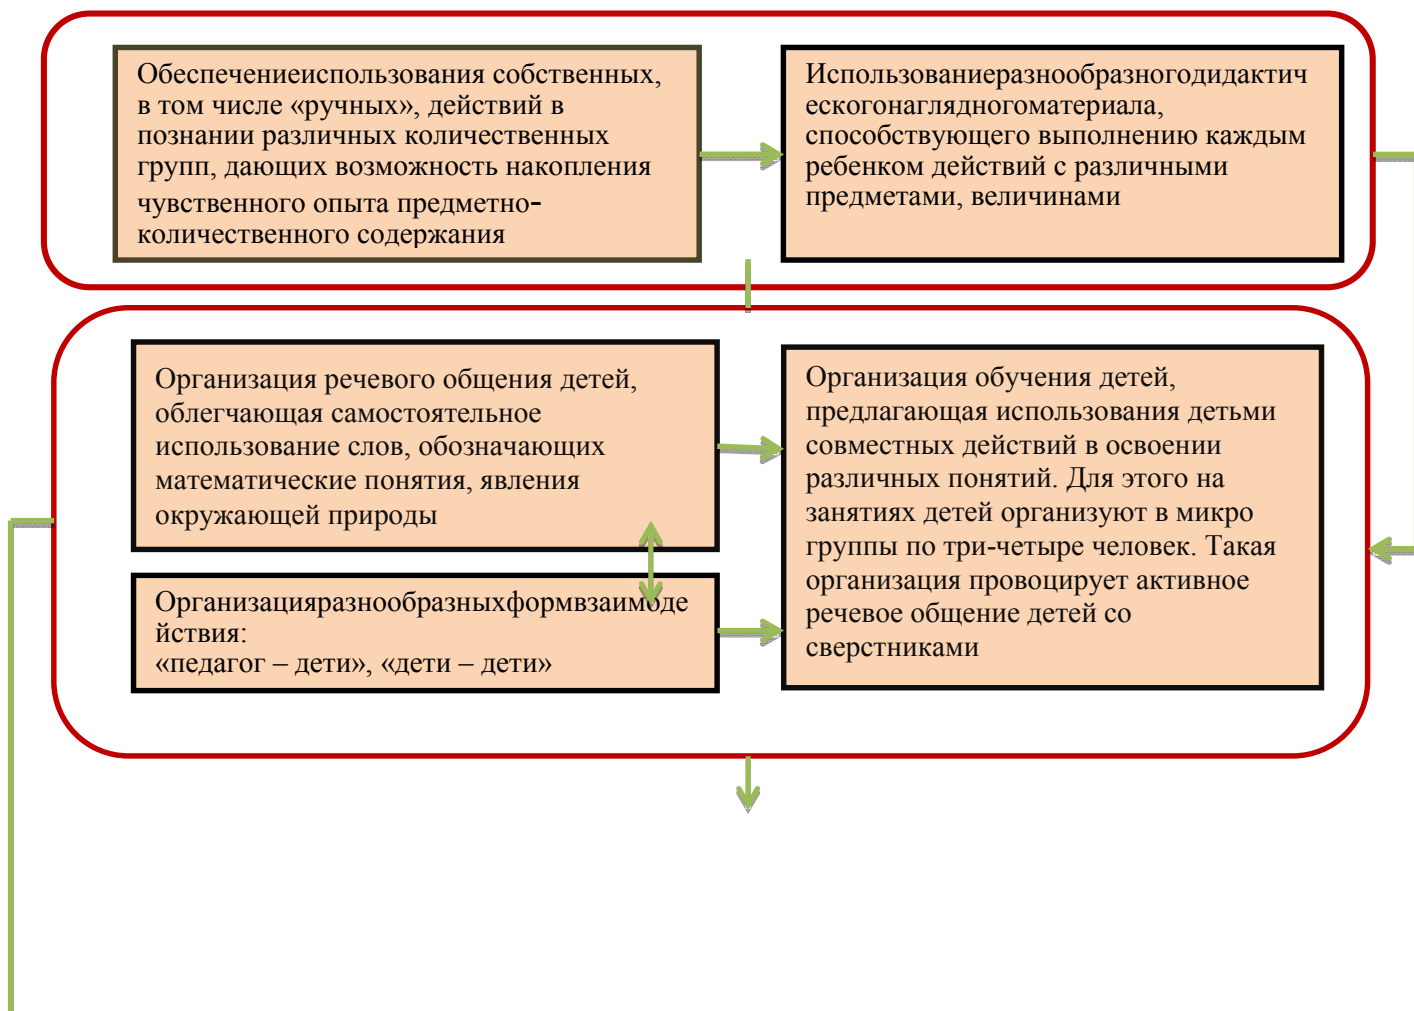 Обеспечениеиспользования собственных,
в том числе «ручных», действий в
познании различных количественных
групп, дающих возможность накопления
чувственного опыта предметно-
количественного содержания
Использованиеразнообразногодидактич
ескогонаглядногоматериала,
способствующего выполнению каждым
ребенком действий с различными
предметами, величинами
Организация речевого общения детей,
облегчающая самостоятельное
использование слов, обозначающих
математические понятия, явления
окружающей природы
Организация обучения детей,
предлагающая использования детьми
совместных действий в освоении
различных понятий. Для этого на
занятиях детей организуют в микро
группы по три-четыре человек. Такая
организация провоцирует активное
речевое общение детей со
сверстниками
Организацияразнообразныхформвзаимоде
йствия:
«педагог – дети», «дети – дети»